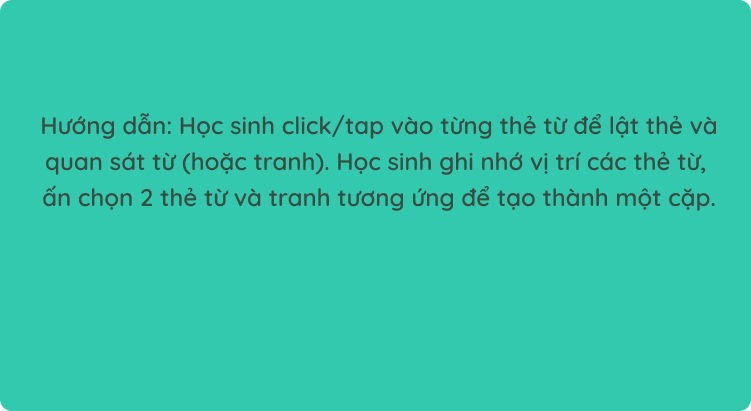 Hướng dẫn: Học sinh click/tap vào từng thẻ từ để lật thẻ và
quan sát từ (hoặc tranh). Học sinh ghi nhớ vị trí các thẻ từ,
ấn chọn 2 thẻ từ và tranh tương ứng để tạo thành một cặp.